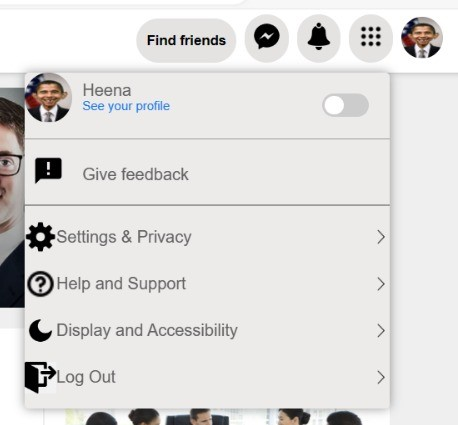 Find friends
Heena
See your profile
Give feedback
Settings & Privacy
Help and Support
Display and Accessibility
Log Out